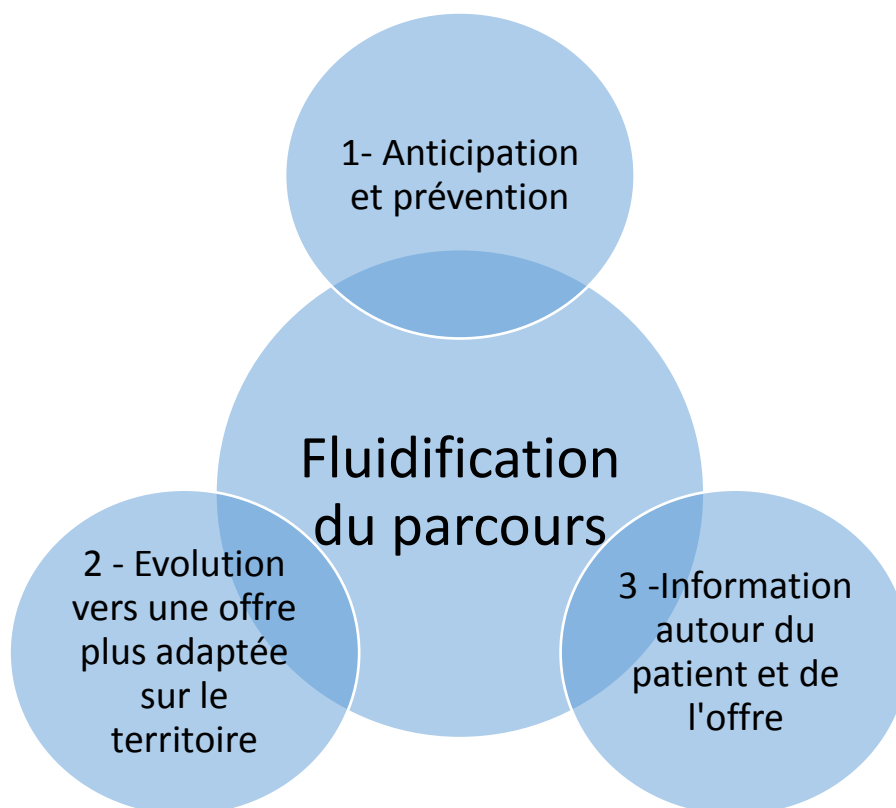 1- Anticipation
et prévention
Fluidification
du parcours
2 - Evolution
vers une offre
plus adaptée
sur le
territoire
3 -Information
autour du
patient et de
l'offre